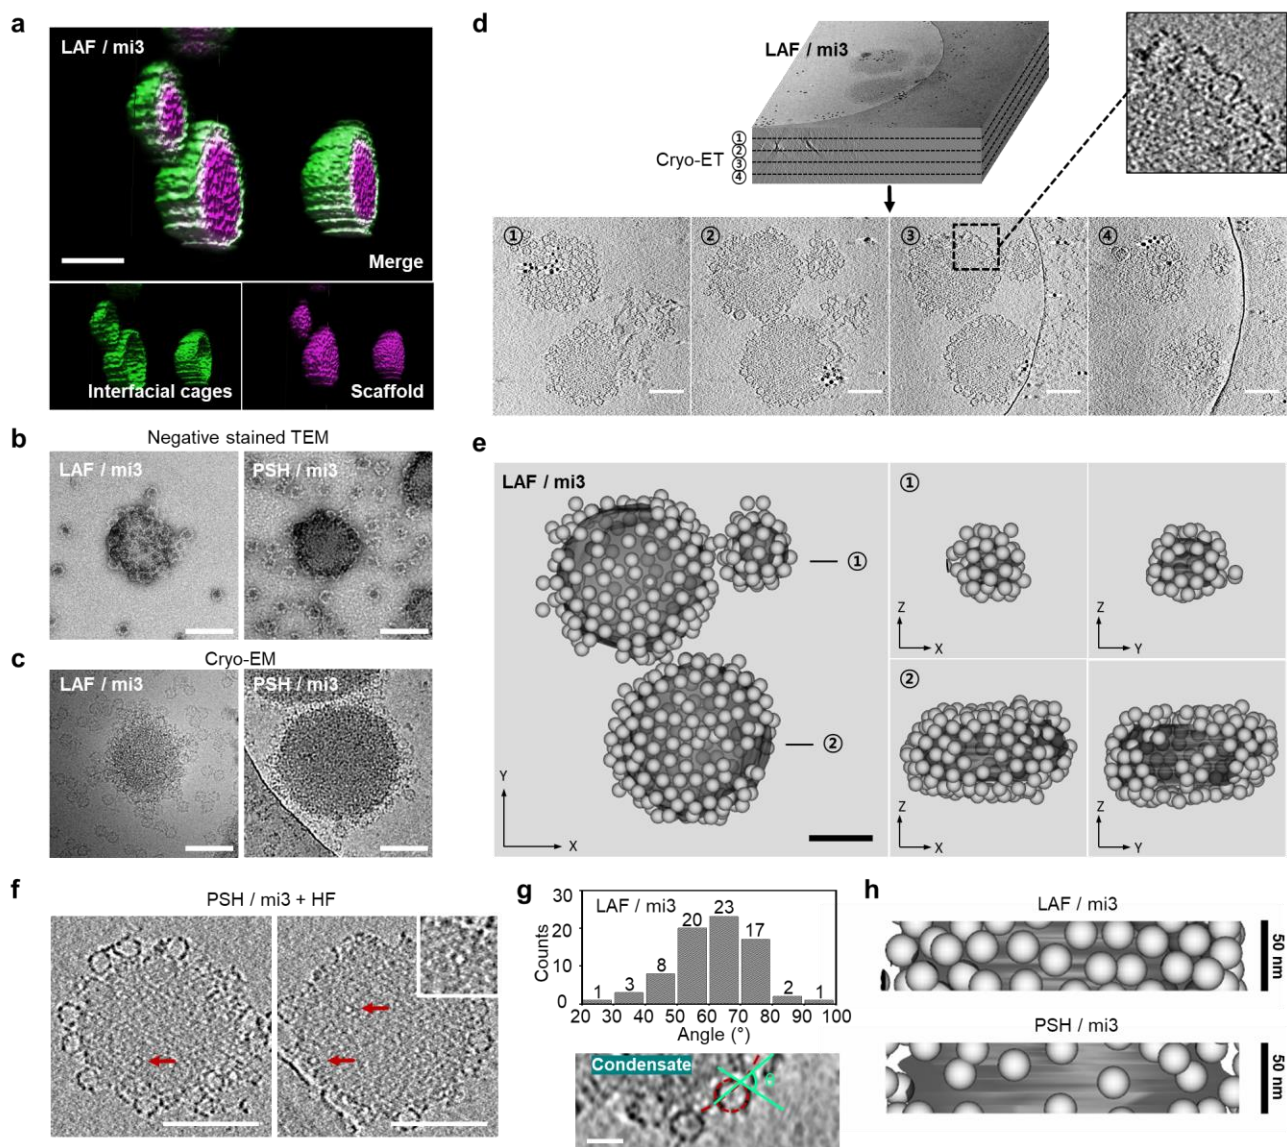 a
LAF / mi3
Merge
Interfacial cages
Scaffold
b
Negative stained TEM
LAF / mi3
PSH / mi3
c
Cryo-EM
LAF / mi3
PSH / mi3
d
LAF / mi3
Cryo-ET
①
②
③
④
①
②
③
④
e
LAF / mi3
①
②
Y
X
①
Z
X
Z
Y
②
Z
X
Z
Y
f
PSH / mi3 + HF
g
LAF / mi3
Counts
30
20
10
0
1
3
8
20
23
17
2
1
20 30 40 50 60 70 80 90 100
Angle (°)
Condensate
θ
h
LAF / mi3
50 nm
PSH / mi3
50 nm